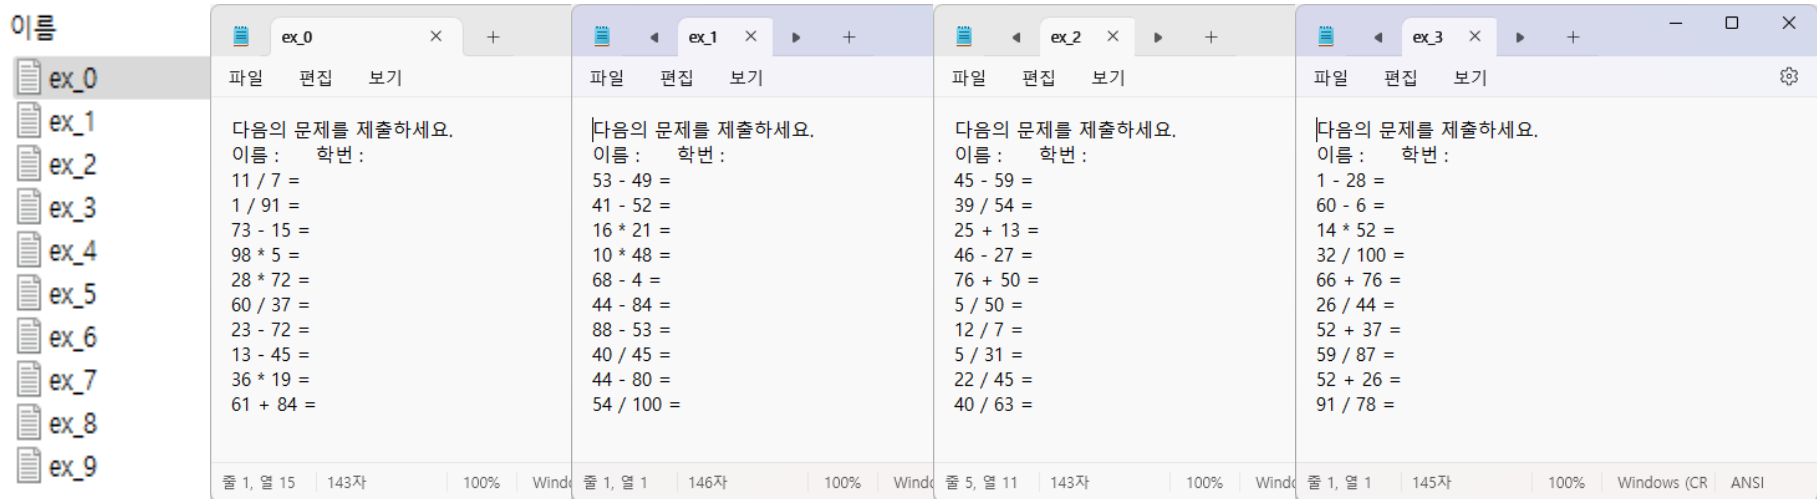 이름
ex_0
ex_1
ex_2
ex_3
ex_4
ex_5
ex_6
ex_7
ex_8
ex_9
ex_0
파일 편집 보기
다음의 문제를 제출하세요.
이름 : 학번 :
11 / 7 =
1 / 91 =
73 - 15 =
98 * 5 =
28 * 72 =
60 / 37 =
23 - 72 =
13 - 45 =
36 * 19 =
61 + 84 =
줄 1, 열 15 143자 100% Windo
ex_1
파일 편집 보기
다음의 문제를 제출하세요.
이름 : 학번 :
53 - 49 =
41 - 52 =
16 * 21 =
10 * 48 =
68 - 4 =
44 - 84 =
88 - 53 =
40 / 45 =
44 - 80 =
54 / 100 =
줄 1, 열 1 146자 100% Windo
ex_2
파일 편집 보기
다음의 문제를 제출하세요.
이름 : 학번 :
45 - 59 =
39 / 54 =
25 + 13 =
46 - 27 =
76 + 50 =
5 / 50 =
12 / 7 =
5 / 31 =
22 / 45 =
40 / 63 =
줄 5, 열 11 143자 100% Windo
ex_3
파일 편집 보기
다음의 문제를 제출하세요.
이름 : 학번 :
1 - 28 =
60 - 6 =
14 * 52 =
32 / 100 =
66 + 76 =
26 / 44 =
52 + 37 =
59 / 87 =
52 + 26 =
91 / 78 =
줄 1, 열 1 145자 100% Windows (CR ANSI